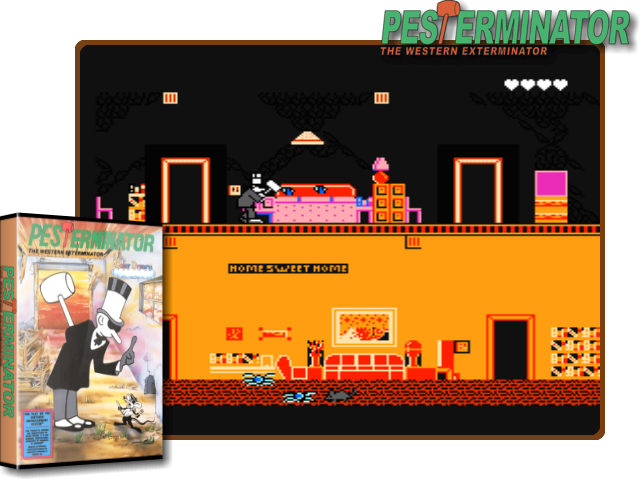 PESTERMINATOR
THE WESTERN EXTERMINATOR
HOME SWEET HOME
PESTERMINATOR
THE WESTERN EXTERMINATOR
PESTERMINATOR